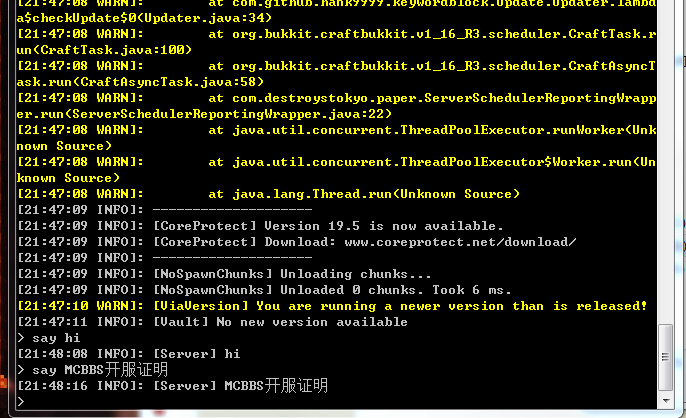 [21:47:08 WARN]:        at com.github.hank9999.keywordblock.Update.Updater.lambd
a$checkUpdate$0(Updater.java:34)
[21:47:08 WARN]:        at org.bukkit.craftbukkit.v1_16_R3.scheduler.CraftTask.r
un(CraftTask.java:100)
[21:47:08 WARN]:        at org.bukkit.craftbukkit.v1_16_R3.scheduler.CraftAsyncT
ask.run(CraftAsyncTask.java:58)
[21:47:08 WARN]:        at com.destroystokyo.paper.ServerSchedulerReportingWrapp
er.run(ServerSchedulerReportingWrapper.java:22)
[21:47:08 WARN]:        at java.util.concurrent.ThreadPoolExecutor.runWorker(Unk
nown Source)
[21:47:08 WARN]:        at java.util.concurrent.ThreadPoolExecutor$Worker.run(Un
known Source)
[21:47:08 WARN]:        at java.lang.Thread.run(Unknown Source)
[21:47:09 INFO]: --------------------
[21:47:09 INFO]: [CoreProtect] Version 19.5 is now available.
[21:47:09 INFO]: [CoreProtect] Download: www.coreprotect.net/download/
[21:47:09 INFO]: --------------------
[21:47:09 INFO]: [NoSpawnChunks] Unloading chunks...
[21:47:09 INFO]: [NoSpawnChunks] Unloaded 0 chunks. Took 6 ms.
[21:47:10 WARN]: [ViaVersion] You are running a newer version than is released!
[21:47:11 INFO]: [Vault] No new version available
> say hi
[21:48:08 INFO]: [Server] hi
> say MCBBS开服证明
[21:48:16 INFO]: [Server] MCBBS开服证明
>